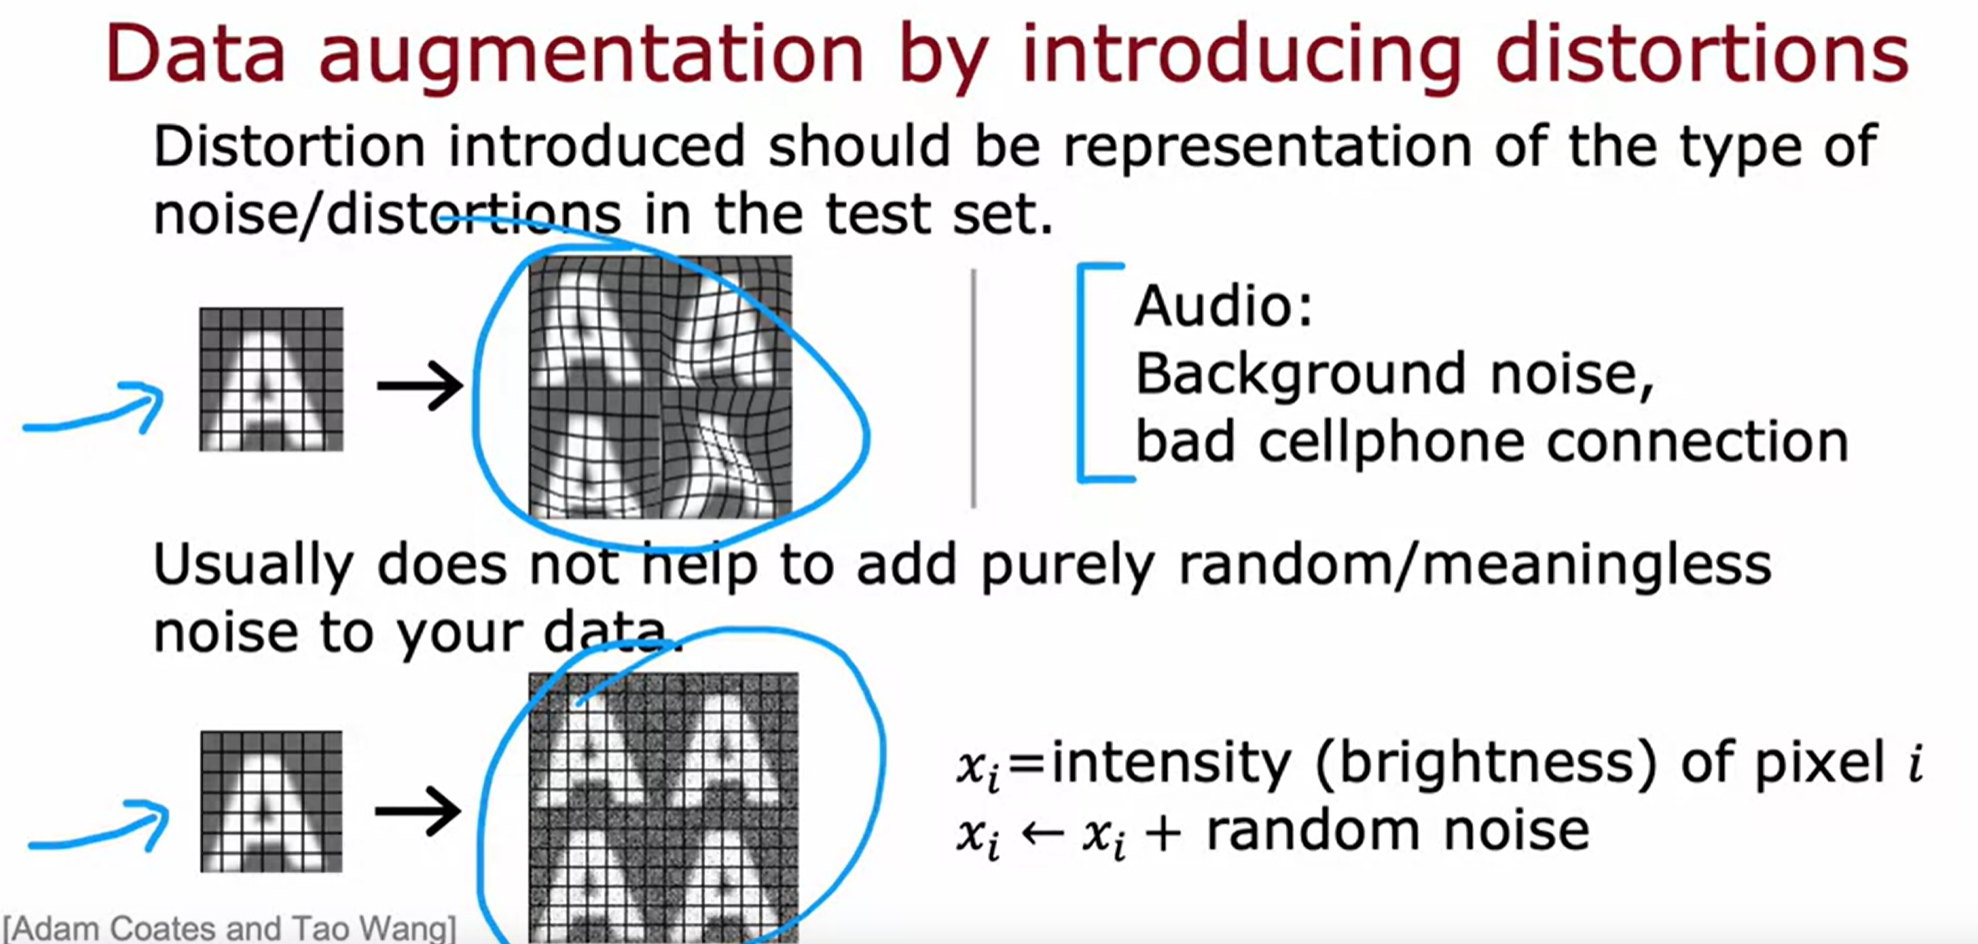 Data augmentation by introducing distortions
Distortion introduced should be representation of the type of
noise/distortions in the test set.
Audio:
Background noise,
bad cellphone connection
Usually does not help to add purely random/meaningless
noise to your data.
x_i=intensity (brightness) of pixel i
x_i ← x_i + random noise
[Adam Coates and Tao Wang]